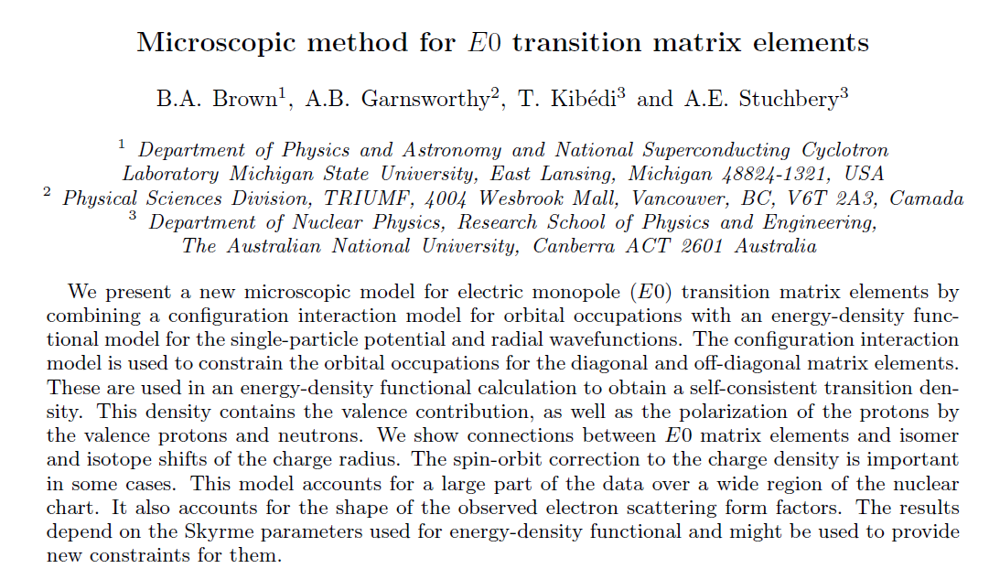 Microscopic method for E0 transition matrix elements
B.A. Brown¹, A.B. Garnsworthy², T. Kibédi³ and A.E. Stuchbery³
¹ Department of Physics and Astronomy and National Superconducting Cyclotron
Laboratory Michigan State University, East Lansing, Michigan 48824-1321, USA
² Physical Sciences Division, TRIUMF, 4004 Wesbrook Mall, Vancouver, BC, V6T 2A3, Camada
³ Department of Nuclear Physics, Research School of Physics and Engineering,
The Australian National University, Canberra ACT 2601 Australia
We present a new microscopic model for electric monopole (E0) transition matrix elements by
combining a configuration interaction model for orbital occupations with an energy-density func-
tional model for the single-particle potential and radial wavefunctions. The configuration interaction
model is used to constrain the orbital occupations for the diagonal and off-diagonal matrix elements.
These are used in an energy-density functional calculation to obtain a self-consistent transition den-
sity. This density contains the valence contribution, as well as the polarization of the protons by
the valence protons and neutrons. We show connections between E0 matrix elements and isomer
and isotope shifts of the charge radius. The spin-orbit correction to the charge density is important
in some cases. This model accounts for a large part of the data over a wide region of the nuclear
chart. It also accounts for the shape of the observed electron scattering form factors. The results
depend on the Skyrme parameters used for energy-density functional and might be used to provide
new constraints for them.